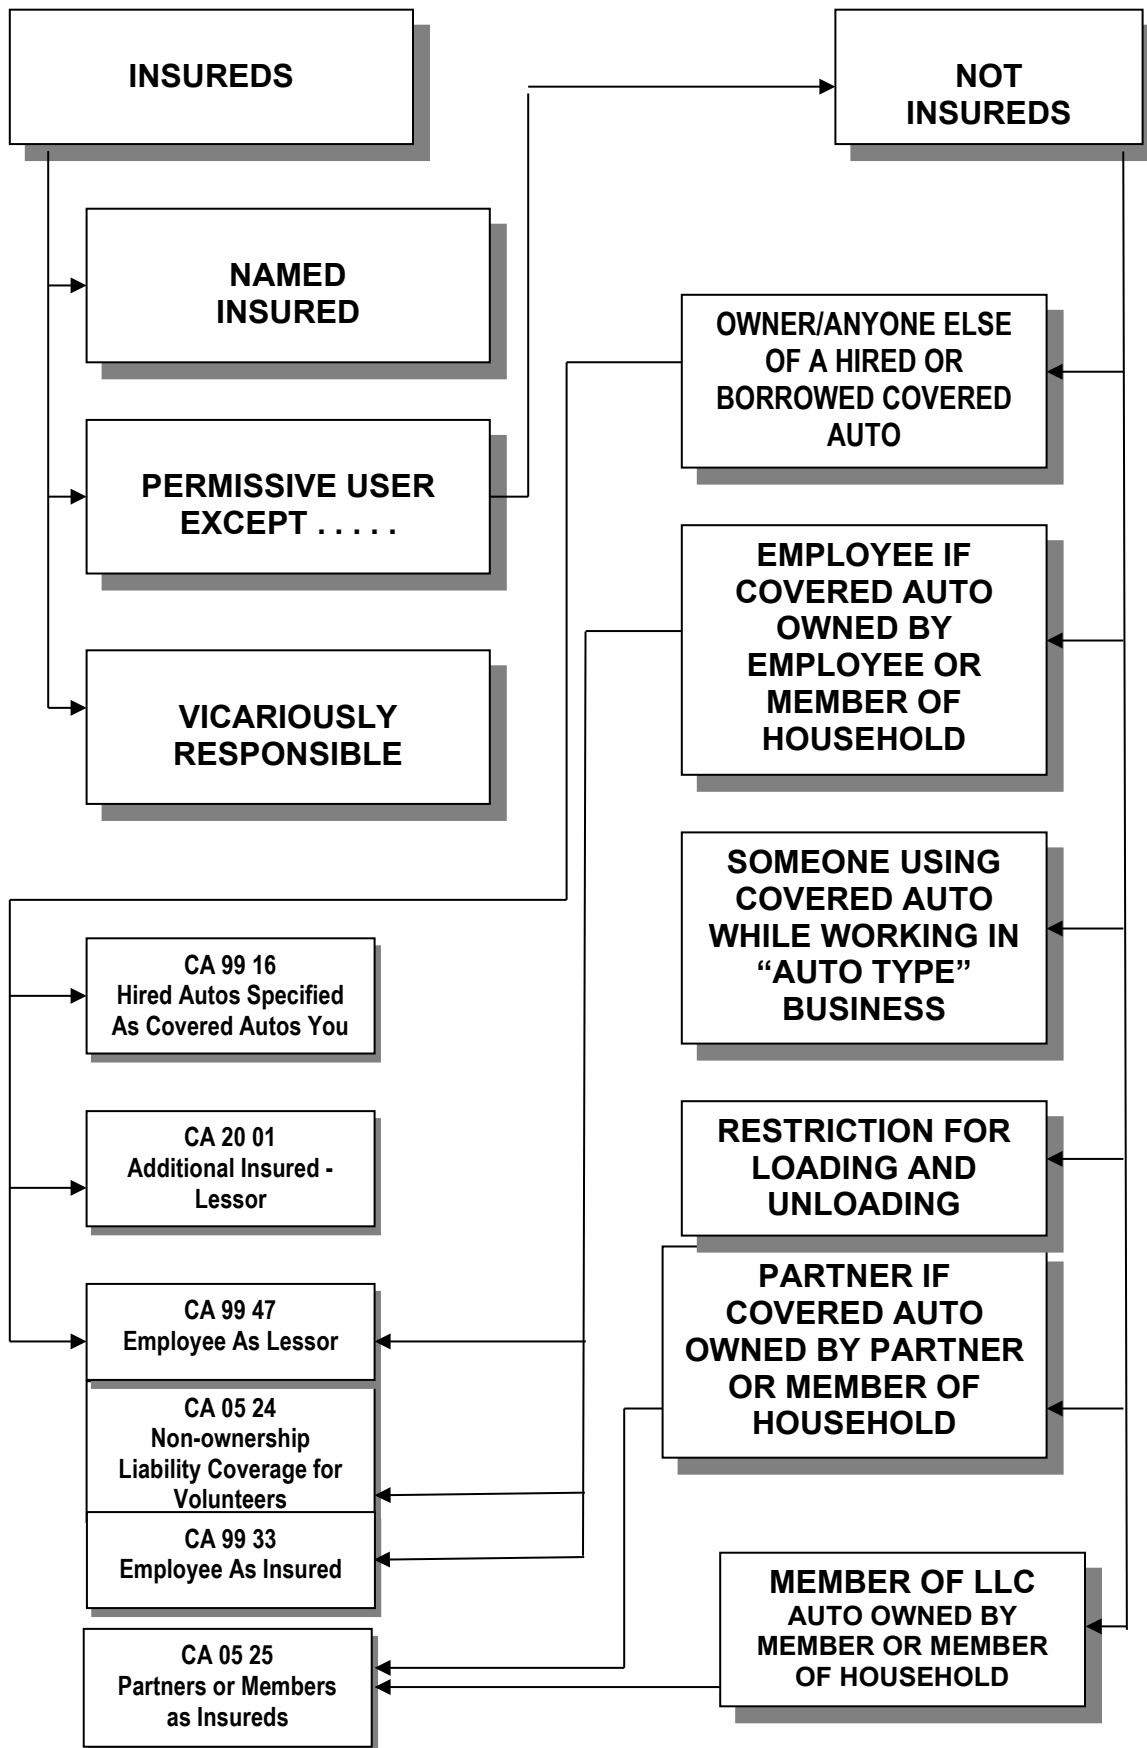 INSUREDS
NOT
INSUREDS
NAMED
INSURED
PERMISSIVE USER
EXCEPT . . . . .
VICARIOUSLY
RESPONSIBLE
OWNER/ANYONE ELSE
OF A HIRED OR
BORROWED COVERED
AUTO
EMPLOYEE IF
COVERED AUTO
OWNED BY
EMPLOYEE OR
MEMBER OF
HOUSEHOLD
SOMEONE USING
COVERED AUTO
WHILE WORKING IN
“AUTO TYPE”
BUSINESS
RESTRICTION FOR
LOADING AND
UNLOADING
PARTNER IF
COVERED AUTO
OWNED BY PARTNER
OR MEMBER OF
HOUSEHOLD
MEMBER OF LLC
AUTO OWNED BY
MEMBER OR MEMBER
OF HOUSEHOLD
CA 99 16
Hired Autos Specified
As Covered Autos You
CA 20 01
Additional Insured -
Lessor
CA 99 47
Employee As Lessor
CA 05 24
Non-ownership
Liability Coverage for
Volunteers
CA 99 33
Employee As Insured
CA 05 25
Partners or Members
as Insureds